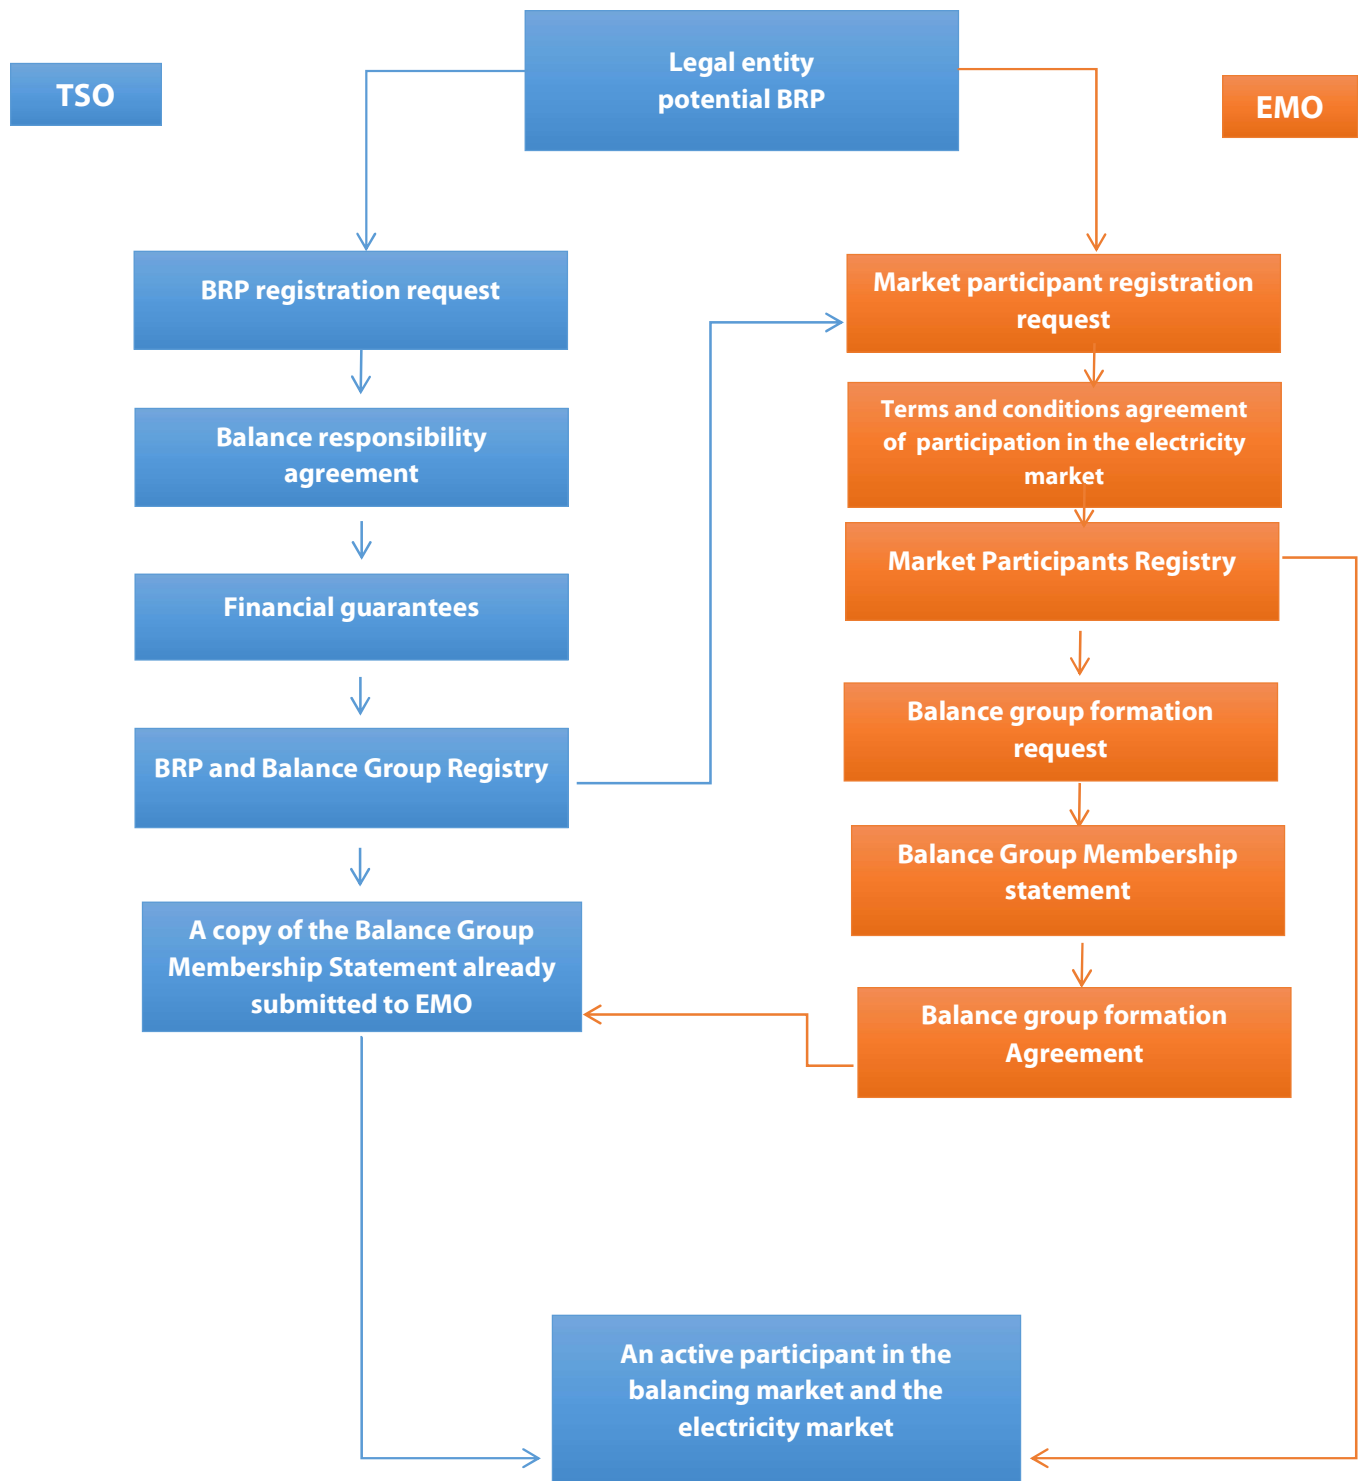 Legal entity
potential BRP
TSO
EMO
BRP registration request
Balance responsibility
agreement
Financial guarantees
BRP and Balance Group Registry
A copy of the Balance Group
Membership Statement already
submitted to EMO
Market participant registration
request
Terms and conditions agreement
of participation in the electricity
market
Market Participants Registry
Balance group formation
request
Balance Group Membership
statement
Balance group formation
Agreement
An active participant in the
balancing market and the
electricity market